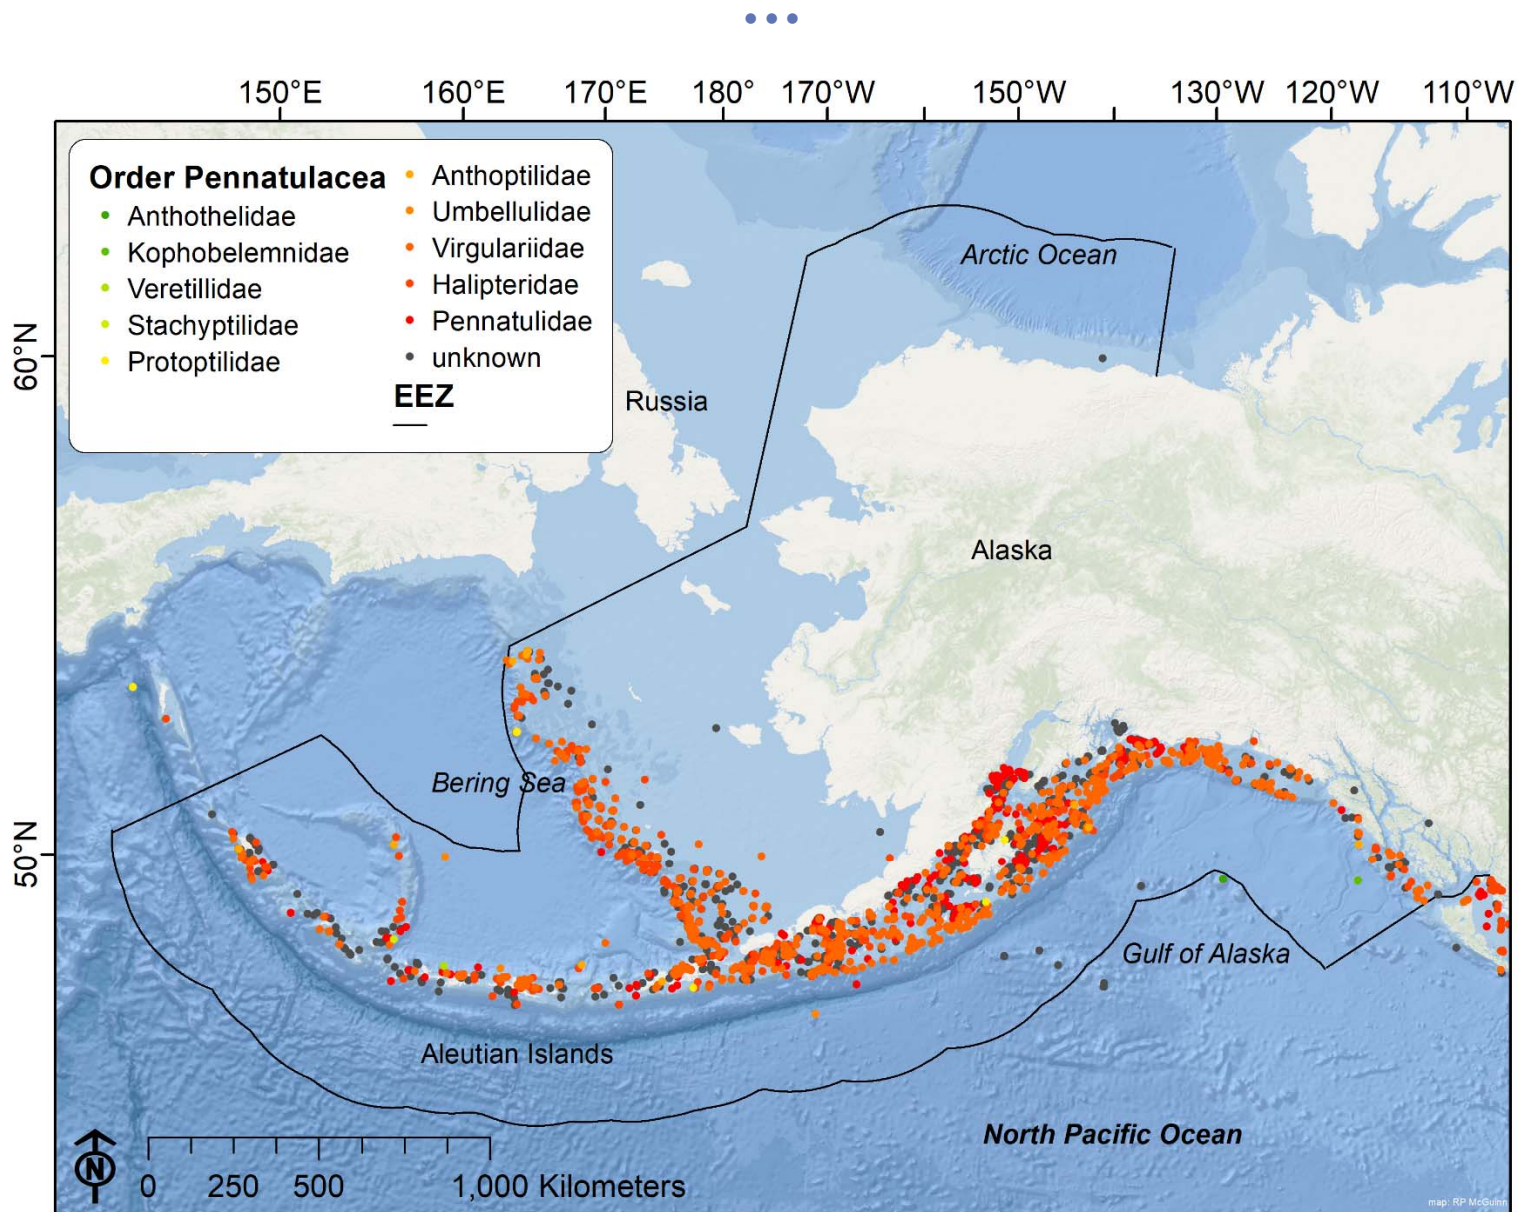 150°E 160°E 170°E 180° 170°W 150°W 130°W 120°W 110°W
Order Pennatulacea
Anthothelidae
Kophobelemnidae
Veretillidae
Stachyptilidae
Protoptilidae
Anthoptilidae
Umbellulidae
Virgulariidae
Halipteridae
Pennatulidae
unknown
EEZ
Arctic Ocean
60°N
Russia
Alaska
Bering Sea
50°N
Gulf of Alaska
Aleutian Islands
North Pacific Ocean
N
0 250 500 1,000 Kilometers
map: RP McGuinn